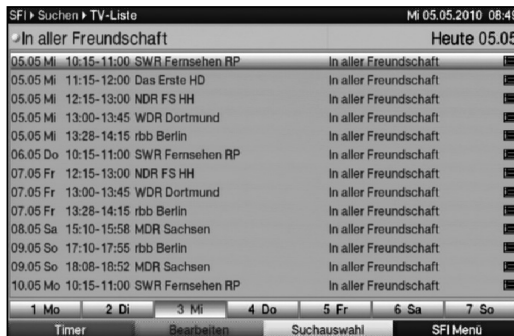 SFI ▸ Suchen ▸ TV-Liste Mi 05.05.2010 08:49
In aller Freundschaft Heute 05.05
05.05 Mi 10:15-11:00 SWR Fernsehen RP In aller Freundschaft
05.05 Mi 11:15-12:00 Das Erste HD In aller Freundschaft
05.05 Mi 12:15-13:00 NDR FS HH In aller Freundschaft
05.05 Mi 13:00-13:45 WDR Dortmund In aller Freundschaft
05.05 Mi 13:28-14:15 rbb Berlin In aller Freundschaft
06.05 Do 10:15-11:00 SWR Fernsehen RP In aller Freundschaft
07.05 Fr 12:15-13:00 NDR FS HH In aller Freundschaft
07.05 Fr 13:00-13:45 WDR Dortmund In aller Freundschaft
07.05 Fr 13:28-14:15 rbb Berlin In aller Freundschaft
08.05 Sa 15:10-15:58 MDR Sachsen In aller Freundschaft
09.05 So 17:10-17:55 rbb Berlin In aller Freundschaft
09.05 So 18:08-18:52 MDR Sachsen In aller Freundschaft
10.05 Mo 10:15-11:00 SWR Fernsehen RP In aller Freundschaft
1 Mo 2 Di 3 Mi 4 Do 5 Fr 6 Sa 7 So
Timer Bearbeiten Suchauswahl SFI Menü